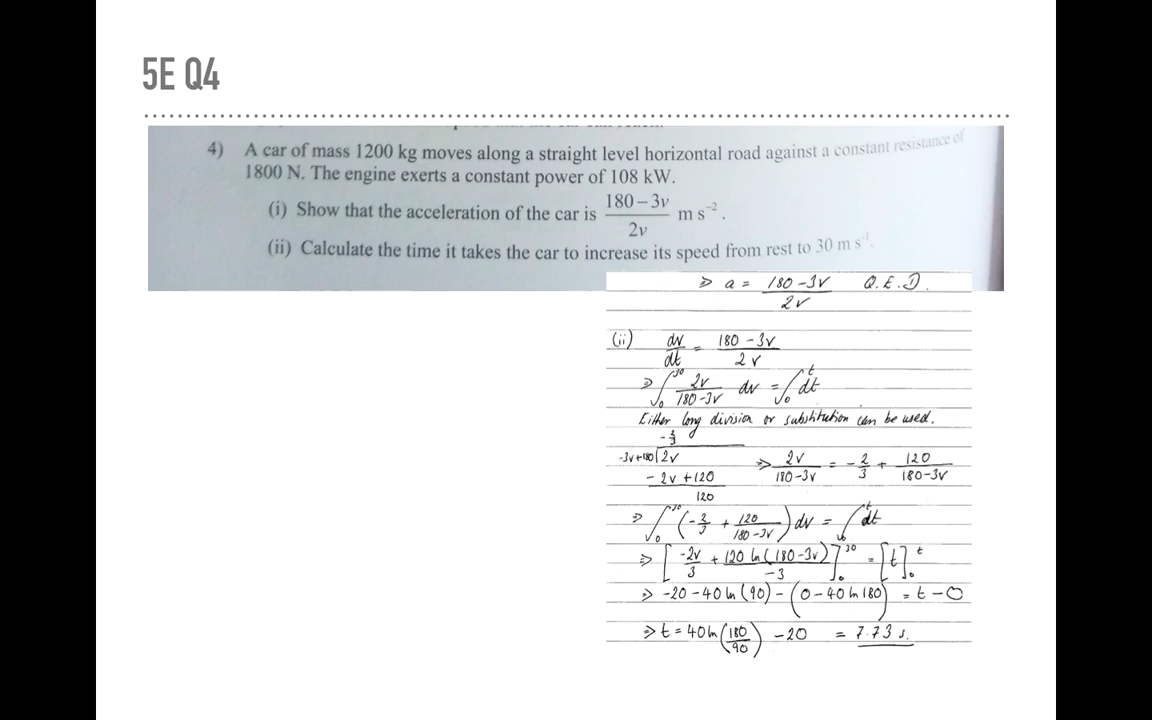 5E Q4
4) A car of mass 1200 kg moves along a straight level horizontal road against a constant resistance of
1800 N. The engine exerts a constant power of 108 kW.
(i) Show that the acceleration of the car is (180 – 3v)/(2v) m s⁻².
(ii) Calculate the time it takes the car to increase its speed from rest to 30 m s⁻¹.
⇒ a = (180 – 3v)/(2v) Q.E.D.
(ii) dv/dt = (180 – 3v)/(2v)
⇒ ∫₀³⁰ 2v/(180 – 3v) dv = ∫₀ᵗ dt
Either long division or substitution can be used.
-2/3
-3v+180 | 2v ⇒ 2v/(180-3v) = -2/3 + 120/(180-3v)
- 2v + 120
120
⇒ ∫₀³⁰ (-2/3 + 120/(180-3v)) dv = ∫₀ᵗ dt
⇒ [-2v/3 + 120 ln(180-3v)/-3]₀³⁰ = [t]₀ᵗ
⇒ -20 - 40 ln(90) - (0 - 40 ln 180) = t - 0
⇒ t = 40 ln(180/90) - 20 = 7.73 s.